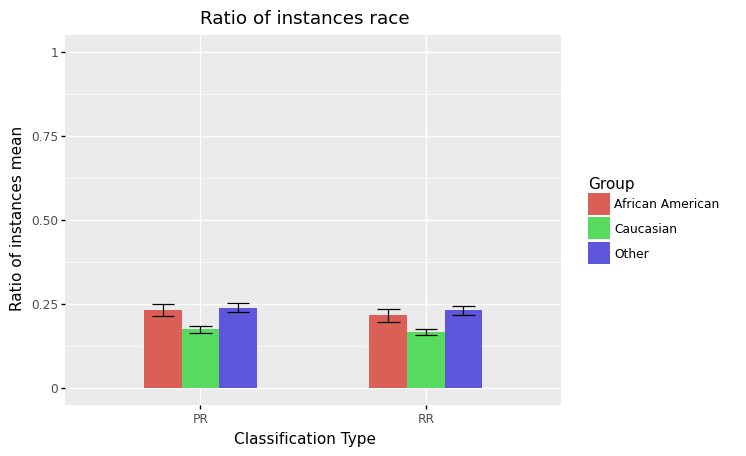 Ratio of instances race
Ratio of instances mean
1
0.75
0.50
0.25
0
PR
RR
Classification Type
Group
African American
Caucasian
Other